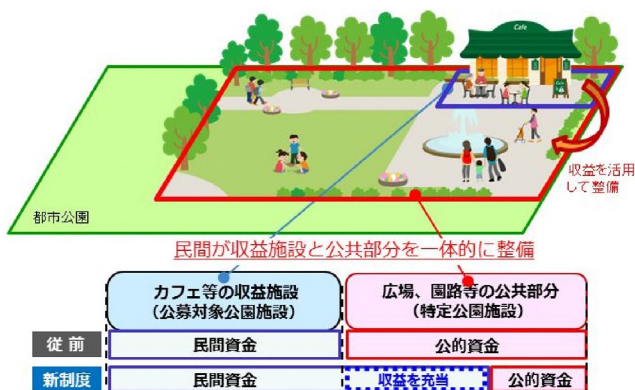 Cafe
収益を活用
して整備
都市公園
民間が収益施設と公共部分を一体的に整備
カフェ等の収益施設
(公募対象公園施設)
広場、園路等の公共部分
(特定公園施設)
従前
民間資金
公的資金
新制度
民間資金
収益を充当
公的資金